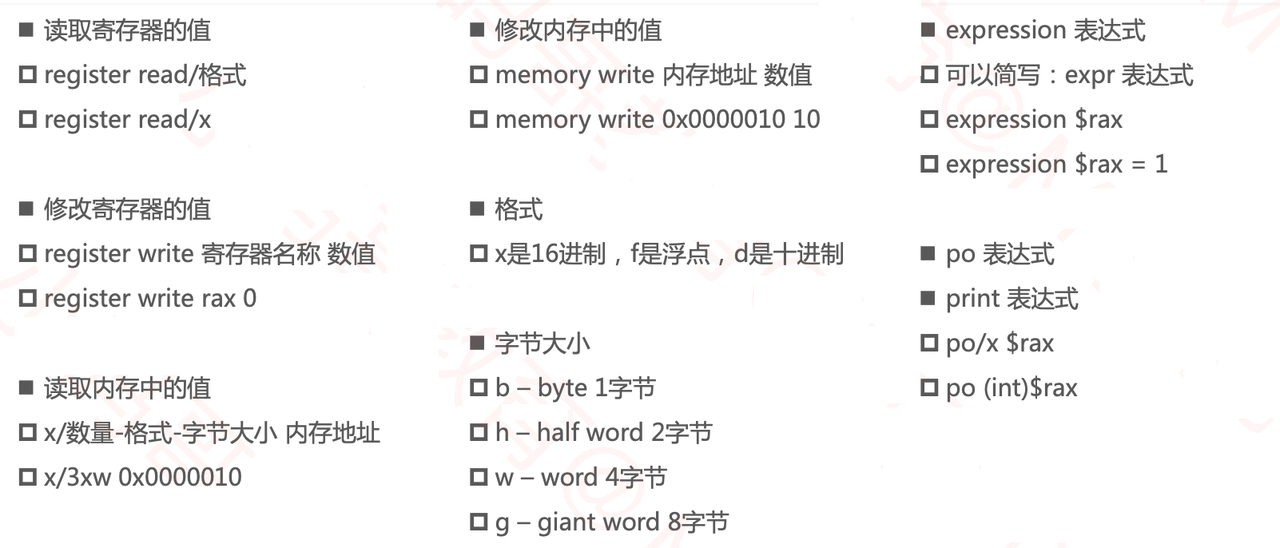 ■ 读取寄存器的值
□ register read/格式
□ register read/x
■ 修改寄存器的值
□ register write 寄存器名称 数值
□ register write rax 0
■ 读取内存中的值
□ x/数量-格式-字节大小 内存地址
□ x/3xw 0x0000010
■ 修改内存中的值
□ memory write 内存地址 数值
□ memory write 0x0000010 10
■ 格式
□ x是16进制，f是浮点，d是十进制
■ 字节大小
□ b – byte 1字节
□ h – half word 2字节
□ w – word 4字节
□ g – giant word 8字节
■ expression 表达式
□ 可以简写：expr 表达式
□ expression $rax
□ expression $rax = 1
■ po 表达式
■ print 表达式
□ po/x $rax
□ po (int)$rax